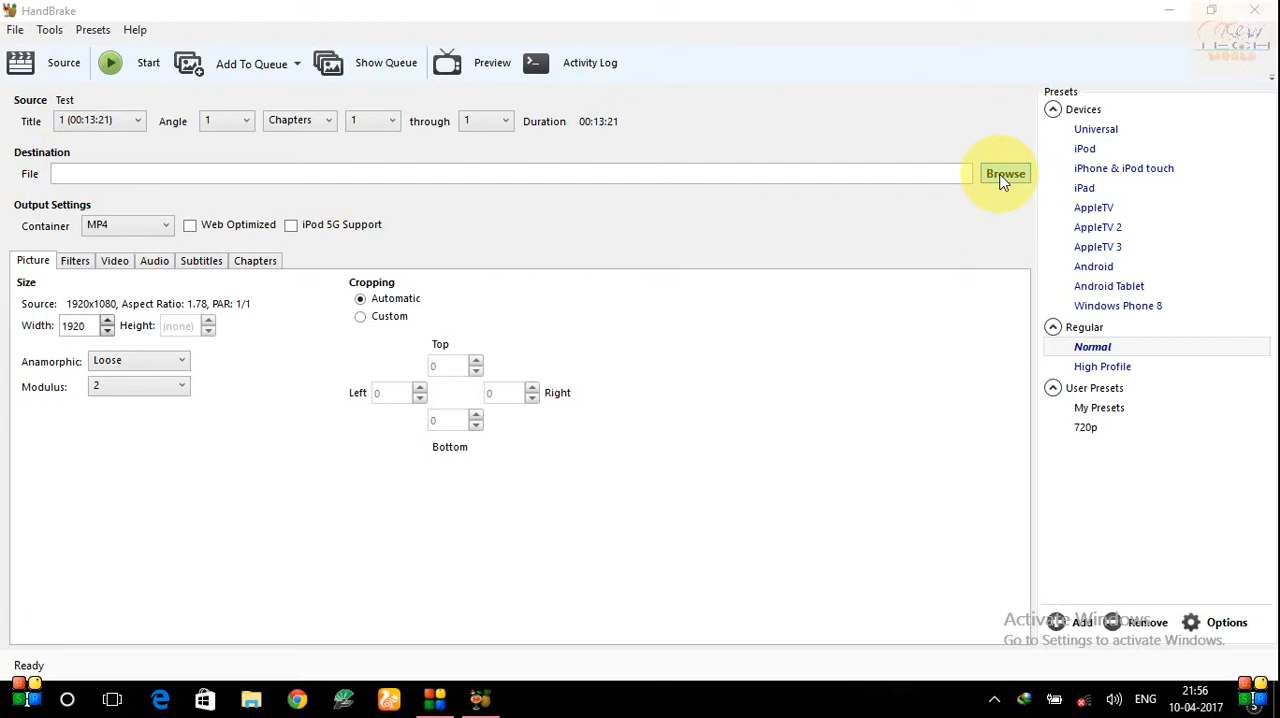 HandBrake
File Tools Presets Help
Source Start Add To Queue Show Queue Preview Activity Log
Source Test
Title 1 (00:13:21) Angle 1 Chapters 1 through 1 Duration 00:13:21
Destination
File Browse
Output Settings
Container MP4 Web Optimized iPod 5G Support
Picture Filters Video Audio Subtitles Chapters
Size
Source: 1920x1080, Aspect Ratio: 1.78, PAR: 1/1
Width: 1920 Height: (none)
Anamorphic: Loose
Modulus: 2
Cropping
Automatic
Custom
Top
0
Left 0 0 Right
0
Bottom
Presets
Devices
Universal
iPod
iPhone & iPod touch
iPad
AppleTV
AppleTV 2
AppleTV 3
Android
Android Tablet
Windows Phone 8
Regular
Normal
High Profile
User Presets
My Presets
720p
Add Remove Options
Activate Windows
Go to Settings to activate Windows.
Ready
ENG
21:56
10-04-2017